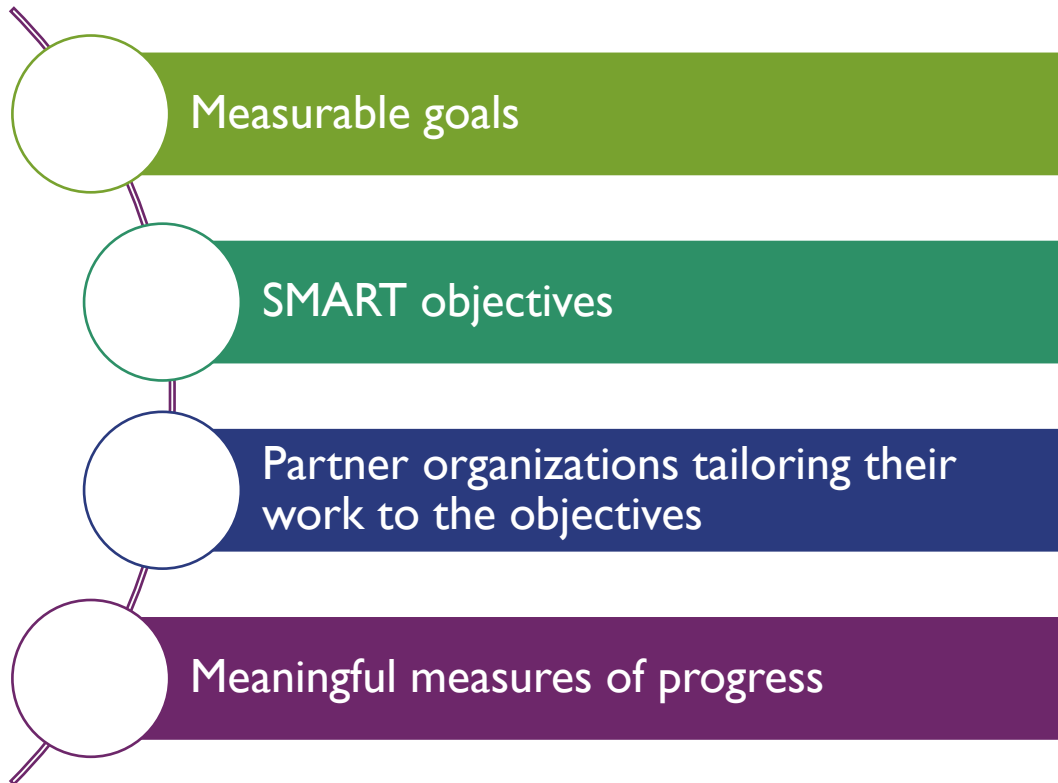 Measurable goals
SMART objectives
Partner organizations tailoring their
work to the objectives
Meaningful measures of progress